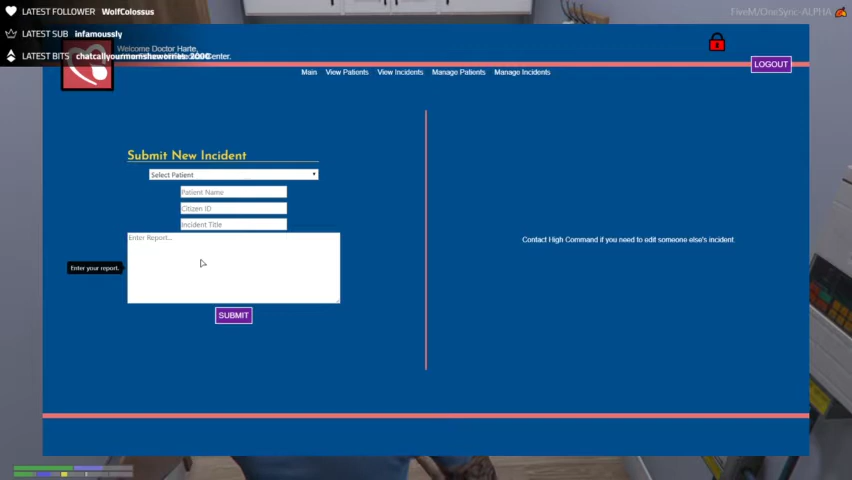 LATEST FOLLOWER WolfColossus
FiveM/OneSync-ALPHA
LATEST SUB infamously
Welcome Doctor Harte,
LATEST BITS
Center.
LOGOUT
Main View Patients View Incidents Manage Patients Manage Incidents
Submit New Incident
Select Patient
Patient Name
Citizen ID
Incident Title
Enter Report...
Contact High Command if you need to edit someone else's incident.
Enter your report.
SUBMIT